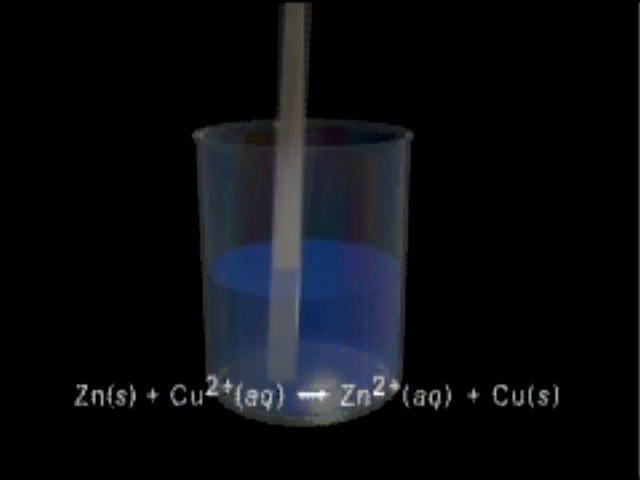 Zn(s) + Cu²⁺(aq) → Zn²⁺(aq) + Cu(s)